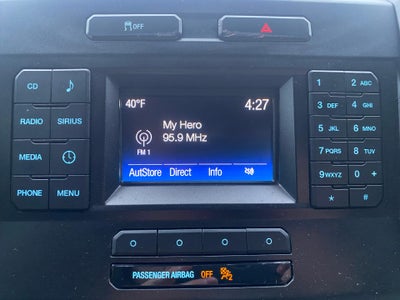 OFF
CD
RADIO SIRIUS
MEDIA
PHONE MENU
40°F 4:27
My Hero
95.9 MHz
FM 1
AutoStore Direct Info
1 2 ABC
3 DEF 4 GHI
5 JKL 6 MNO
7 PQRS 8 TUV
9 WXYZ 0 +
* #
PASSENGER AIRBAG OFF